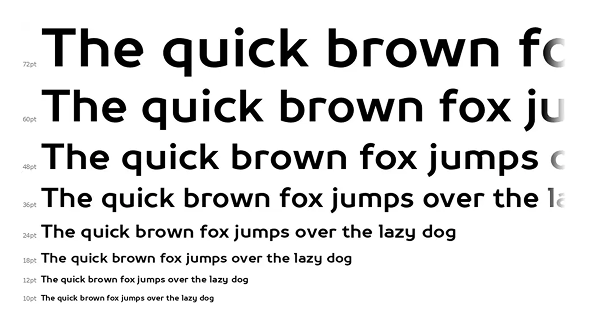 72pt The quick brown fo
60pt The quick brown fox ju
48pt The quick brown fox jumps
36pt The quick brown fox jumps over the la
24pt The quick brown fox jumps over the lazy dog
18pt The quick brown fox jumps over the lazy dog
12pt The quick brown fox jumps over the lazy dog
10pt The quick brown fox jumps over the lazy dog